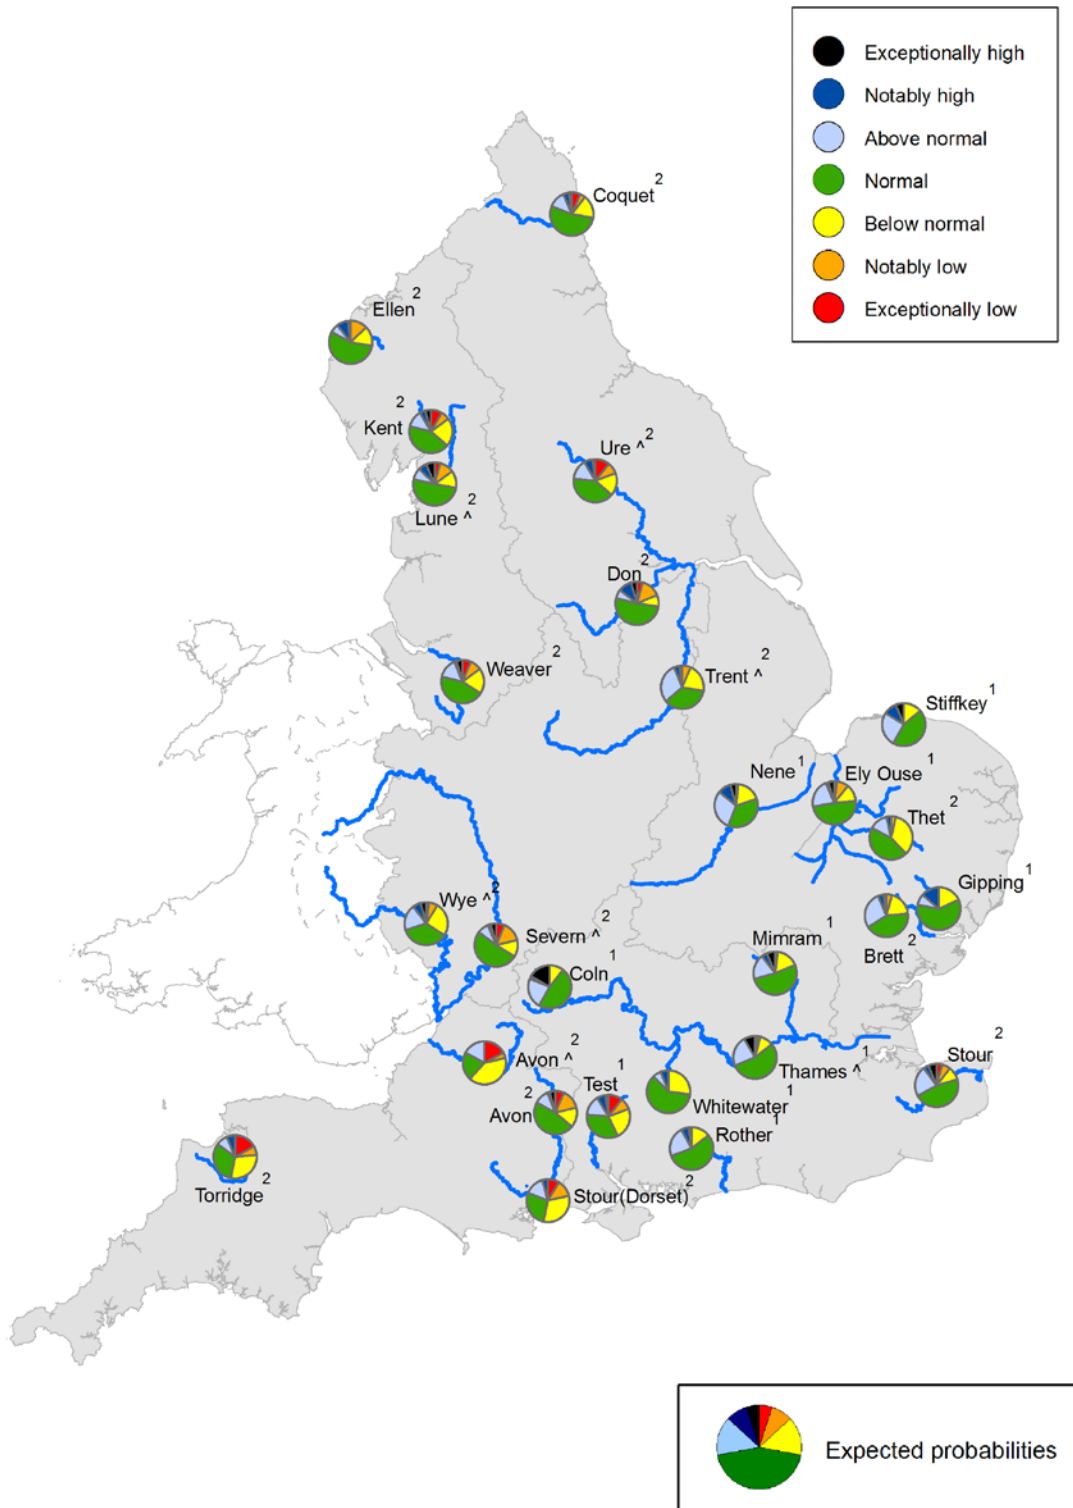 Exceptionally high
Notably high
Above normal
Normal
Below normal
Notably low
Exceptionally low
Coquet 2
Ellen 2
Kent 2
Lune ^ 2
Ure ^ 2
Don 2
Weaver 2
Trent ^ 2
Stiffkey 1
Nene 1
Ely Ouse 1
Thet 2
Gipping 1
Brett 2
Wye ^ 2
Severn ^ 2
Mimram 1
Coln 1
Avon ^ 2
Avon 2
Test 1
Thames ^ 1
Stour 2
Whitewater 1
Rother 1
Torridge 2
Stour(Dorset) 2
Expected probabilities